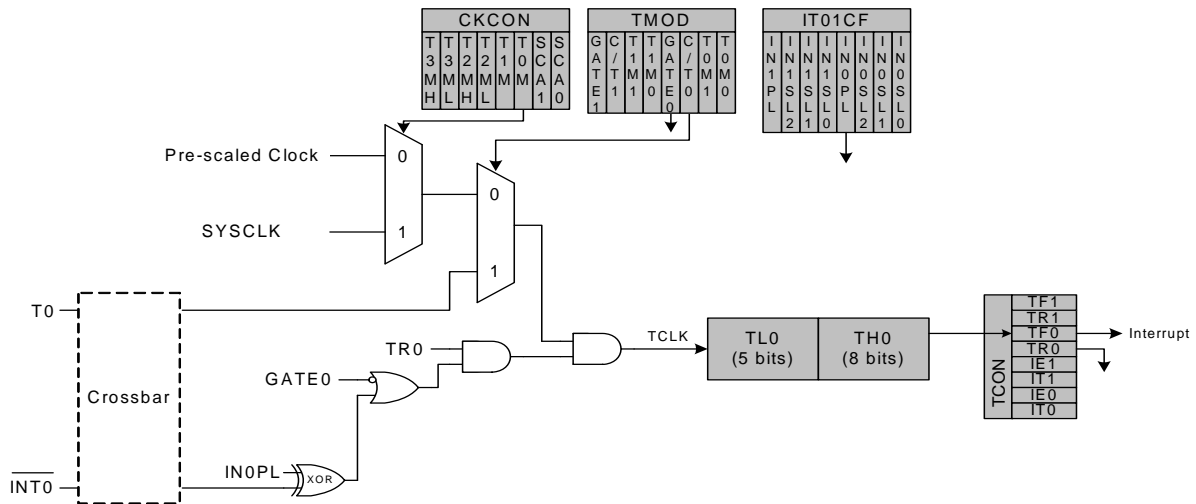 CKCON
T3MH T3ML T2MH T2ML T1M T0M SCA1 SCA0
TMOD
GATE1 C/T1 T1M1 T1M0 GATE0 C/T0 T0M1 T0M0
IT01CF
IN1PL IN1SL2 IN1SL1 IN1SL0 IN0PL IN0SL2 IN0SL1 IN0SL0
Pre-scaled Clock
0
SYSCLK
1
0
1
T0
Crossbar
INT0
TR0
GATE0
IN0PL
XOR
TCLK
TL0
(5 bits)
TH0
(8 bits)
TCON
TF1
TR1
TF0
TR0
IE1
IT1
IE0
IT0
Interrupt